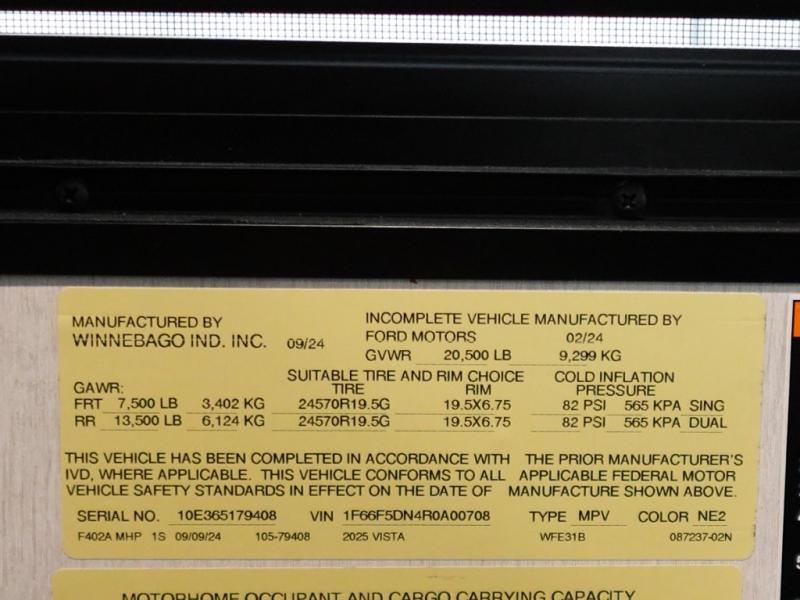 MANUFACTURED BY
WINNEBAGO IND. INC. 09/24
INCOMPLETE VEHICLE MANUFACTURED BY
FORD MOTORS 02/24
GVWR 20,500 LB 9,299 KG
GAWR: SUITABLE TIRE AND RIM CHOICE COLD INFLATION
TIRE RIM PRESSURE
FRT 7,500 LB 3,402 KG 24570R19.5G 19.5X6.75 82 PSI 565 KPA SING
RR 13,500 LB 6,124 KG 24570R19.5G 19.5X6.75 82 PSI 565 KPA DUAL
THIS VEHICLE HAS BEEN COMPLETED IN ACCORDANCE WITH THE PRIOR MANUFACTURER'S
IVD, WHERE APPLICABLE. THIS VEHICLE CONFORMS TO ALL APPLICABLE FEDERAL MOTOR
VEHICLE SAFETY STANDARDS IN EFFECT ON THE DATE OF MANUFACTURE SHOWN ABOVE.
SERIAL NO. 10E365179408 VIN 1F66F5DN4R0A00708 TYPE MPV COLOR NE2
F402A MHP 1S 09/09/24 105-79408 2025 VISTA WFE31B 087237-02N
MOTORHOME OCCUPANT AND CARGO CARRYING CAPACITY